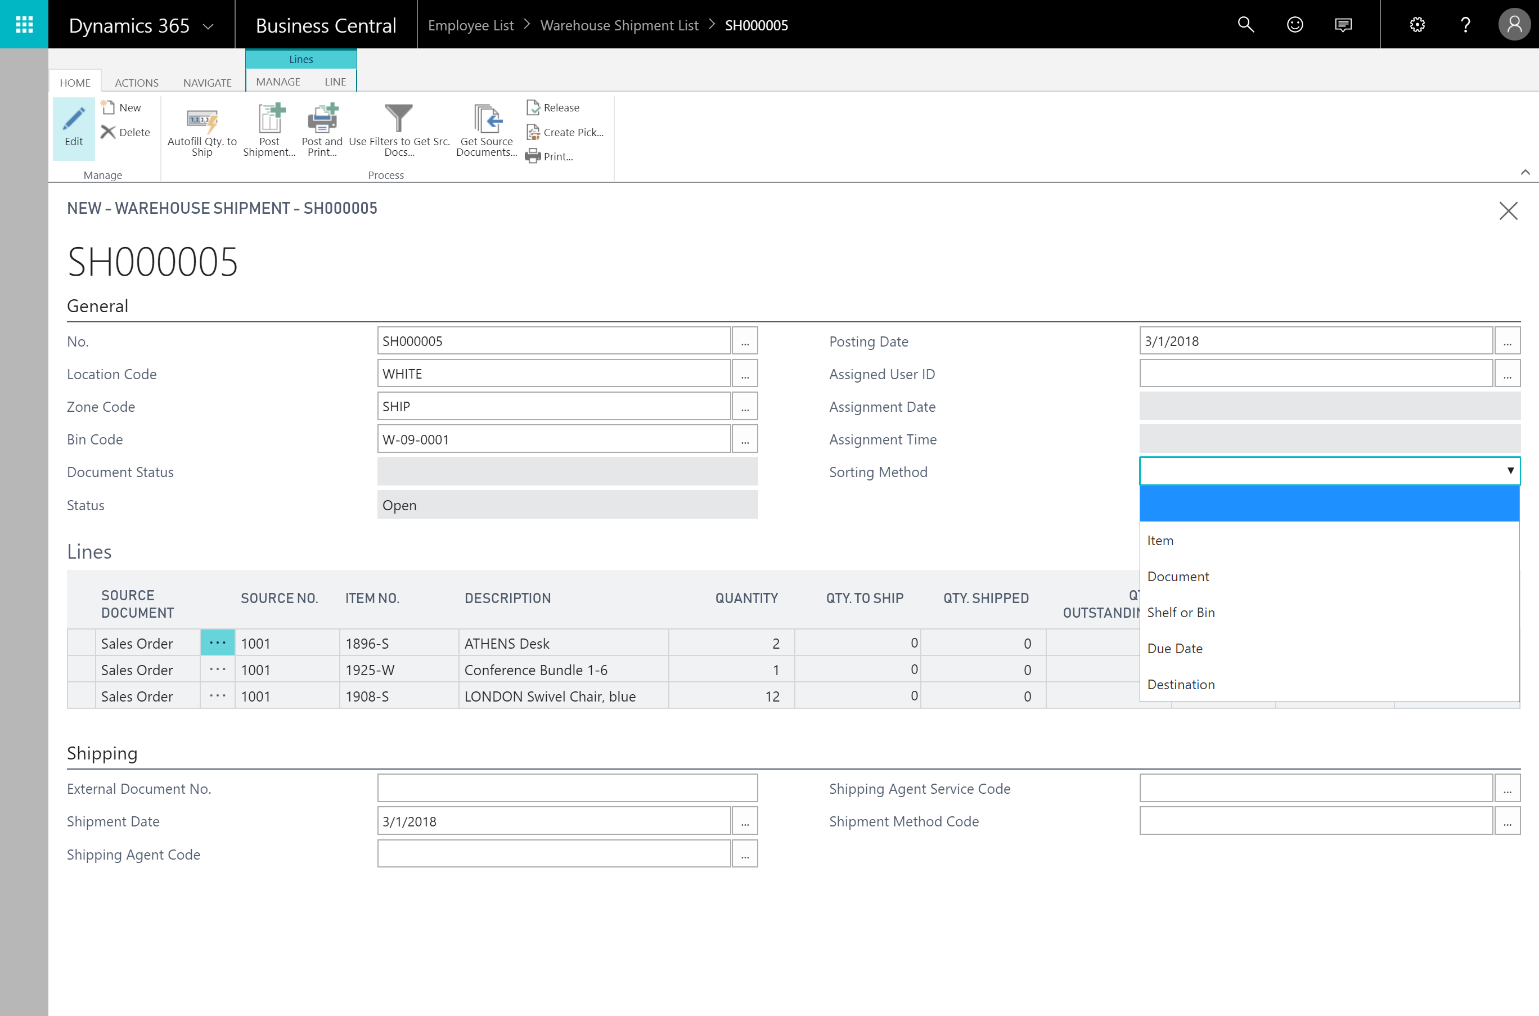 Dynamics 365
Business Central
Employee List > Warehouse Shipment List > SH000005
Lines
HOME ACTIONS NAVIGATE MANAGE LINE
Edit
New
Delete
Manage
Autofill Qty. to Ship
Post Shipment...
Post and Print...
Use Filters to Get Src. Docs...
Get Source Documents...
Release
Create Pick...
Print...
Process
NEW - WAREHOUSE SHIPMENT - SH000005
SH000005
General
No. SH000005 ...
Location Code WHITE ...
Zone Code SHIP ...
Bin Code W-09-0001 ...
Document Status
Status Open
Posting Date 3/1/2018 ...
Assigned User ID ...
Assignment Date
Assignment Time
Sorting Method
Item
Document
Shelf or Bin
Due Date
Destination
Lines
SOURCE DOCUMENT SOURCE NO. ITEM NO. DESCRIPTION QUANTITY QTY. TO SHIP QTY. SHIPPED
Sales Order ... 1001 1896-S ATHENS Desk 2 0 0
Sales Order ... 1001 1925-W Conference Bundle 1-6 1 0 0
Sales Order ... 1001 1908-S LONDON Swivel Chair, blue 12 0 0
Shipping
External Document No.
Shipment Date 3/1/2018 ...
Shipping Agent Code ...
Shipping Agent Service Code ...
Shipment Method Code ...